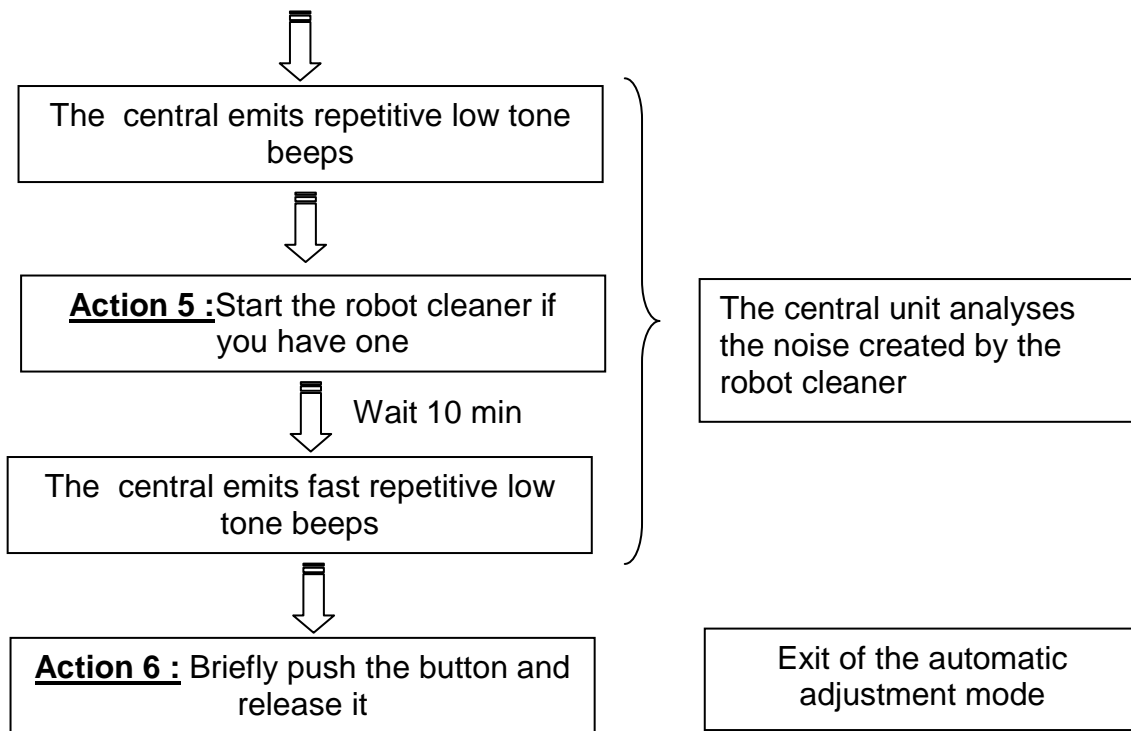 The central emits repetitive low tone
beeps
Action 5 :Start the robot cleaner if
you have one
The central unit analyses
the noise created by the
robot cleaner
Wait 10 min
The central emits fast repetitive low
tone beeps
Action 6 : Briefly push the button and
release it
Exit of the automatic
adjustment mode